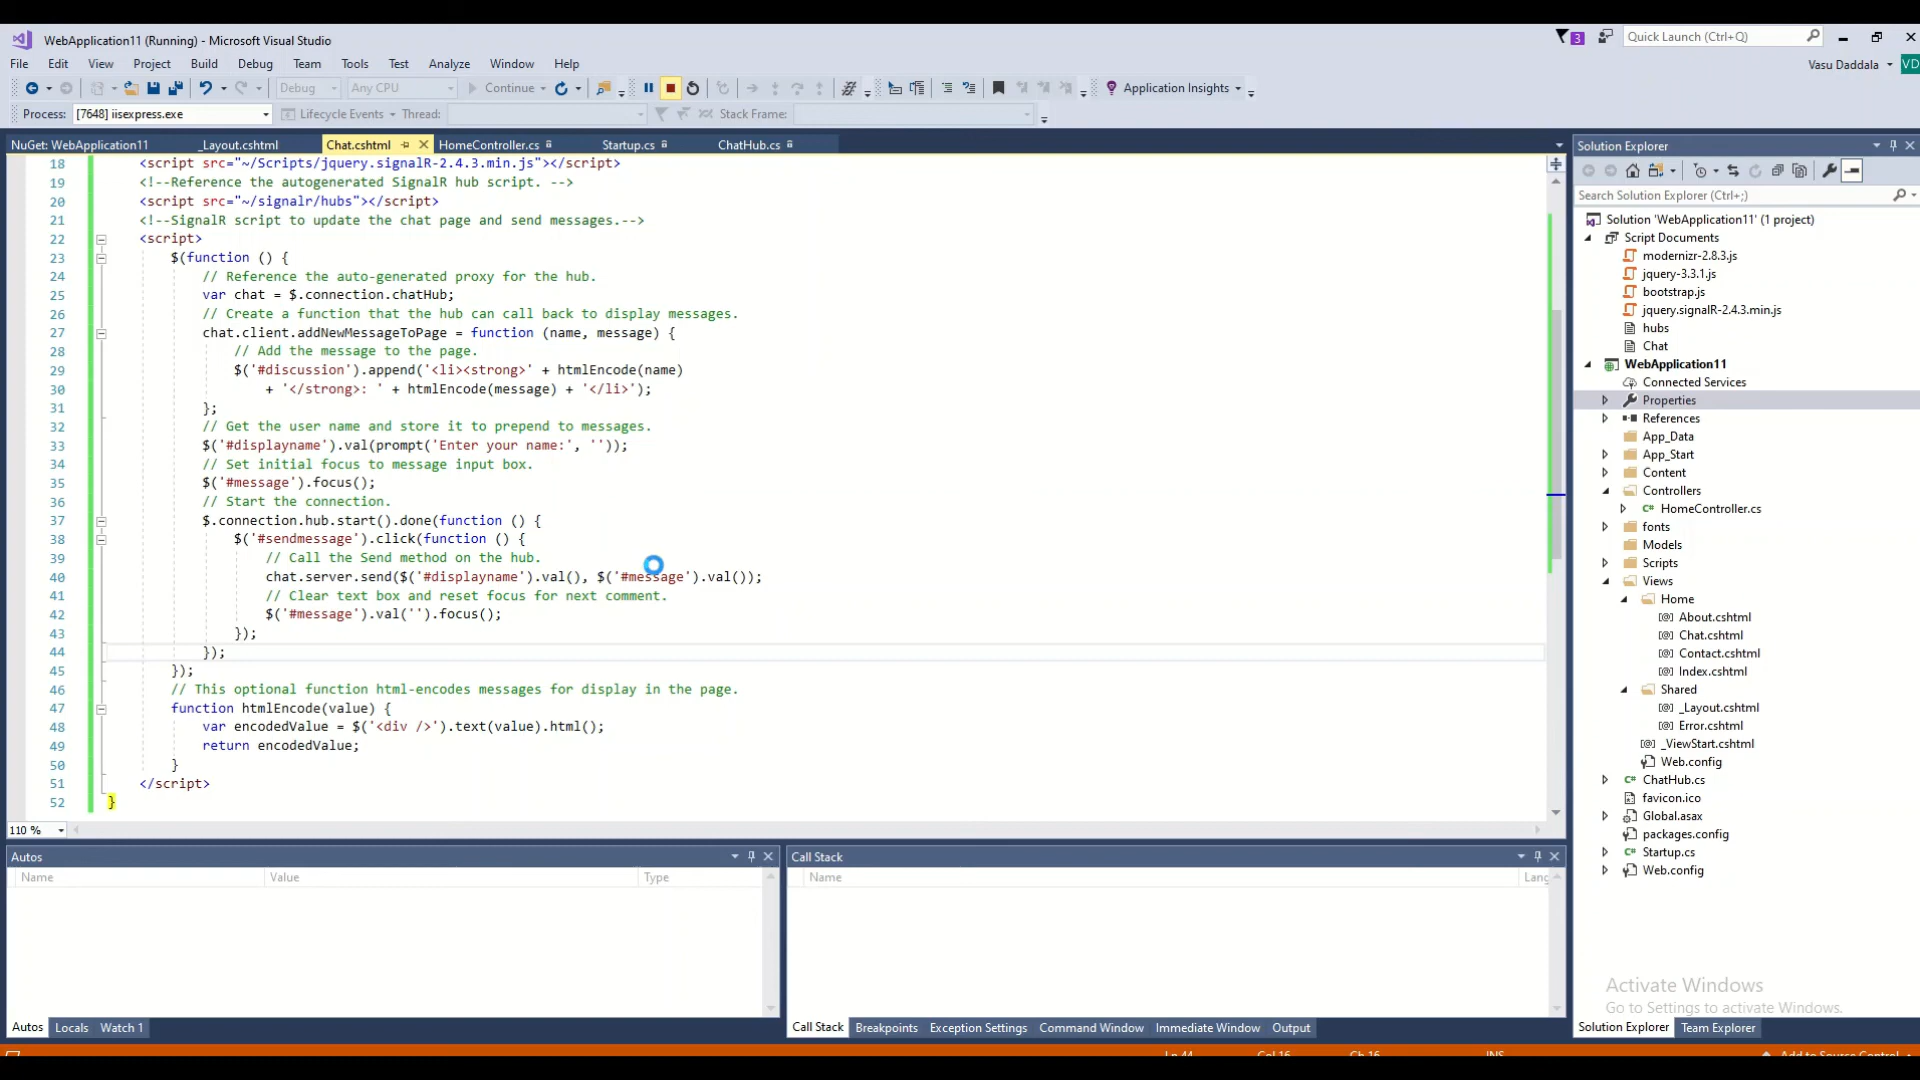 WebApplication11 (Running) - Microsoft Visual Studio
3
Quick Launch (Ctrl+Q)
File Edit View Project Build Debug Team Tools Test Analyze Window Help
Vasu Daddala
VD
Debug Any CPU Continue Application Insights
Process: [7648] iisexpress.exe Lifecycle Events Thread: Stack Frame:
NuGet: WebApplication11 _Layout.cshtml Chat.cshtml HomeController.cs Startup.cs ChatHub.cs
18 <script src="~/Scripts/jquery.signalR-2.4.3.min.js"></script>
19 <!--Reference the autogenerated SignalR hub script. -->
20 <script src="~/signalr/hubs"></script>
21 <!--SignalR script to update the chat page and send messages.-->
22 <script>
23 $(function () {
24 // Reference the auto-generated proxy for the hub.
25 var chat = $.connection.chatHub;
26 // Create a function that the hub can call back to display messages.
27 chat.client.addNewMessageToPage = function (name, message) {
28 // Add the message to the page.
29 $('#discussion').append('<li><strong>' + htmlEncode(name)
30 + '</strong>: ' + htmlEncode(message) + '</li>');
31 };
32 // Get the user name and store it to prepend to messages.
33 $('#displayname').val(prompt('Enter your name:', ''));
34 // Set initial focus to message input box.
35 $('#message').focus();
36 // Start the connection.
37 $.connection.hub.start().done(function () {
38 $('#sendmessage').click(function () {
39 // Call the Send method on the hub.
40 chat.server.send($('#displayname').val(), $('#message').val());
41 // Clear text box and reset focus for next comment.
42 $('#message').val('').focus();
43 });
44 });
45 });
46 // This optional function html-encodes messages for display in the page.
47 function htmlEncode(value) {
48 var encodedValue = $('<div />').text(value).html();
49 return encodedValue;
50 }
51 </script>
52 }
110 %
Autos
Name Value Type
Autos Locals Watch 1
Call Stack
Name Lang
Call Stack Breakpoints Exception Settings Command Window Immediate Window Output
Solution Explorer
Search Solution Explorer (Ctrl+;)
Solution 'WebApplication11' (1 project)
Script Documents
modernizr-2.8.3.js
jquery-3.3.1.js
bootstrap.js
jquery.signalR-2.4.3.min.js
hubs
Chat
WebApplication11
Connected Services
Properties
References
App_Data
App_Start
Content
Controllers
C# HomeController.cs
fonts
Models
Scripts
Views
Home
[@] About.cshtml
[@] Chat.cshtml
[@] Contact.cshtml
[@] Index.cshtml
Shared
[@] _Layout.cshtml
[@] Error.cshtml
[@] _ViewStart.cshtml
Web.config
C# ChatHub.cs
favicon.ico
Global.asax
packages.config
C# Startup.cs
Web.config
Activate Windows
Go to Settings to activate Windows.
Solution Explorer Team Explorer
Ln 44 Col 16 Ch 16 INS Add to Source Control